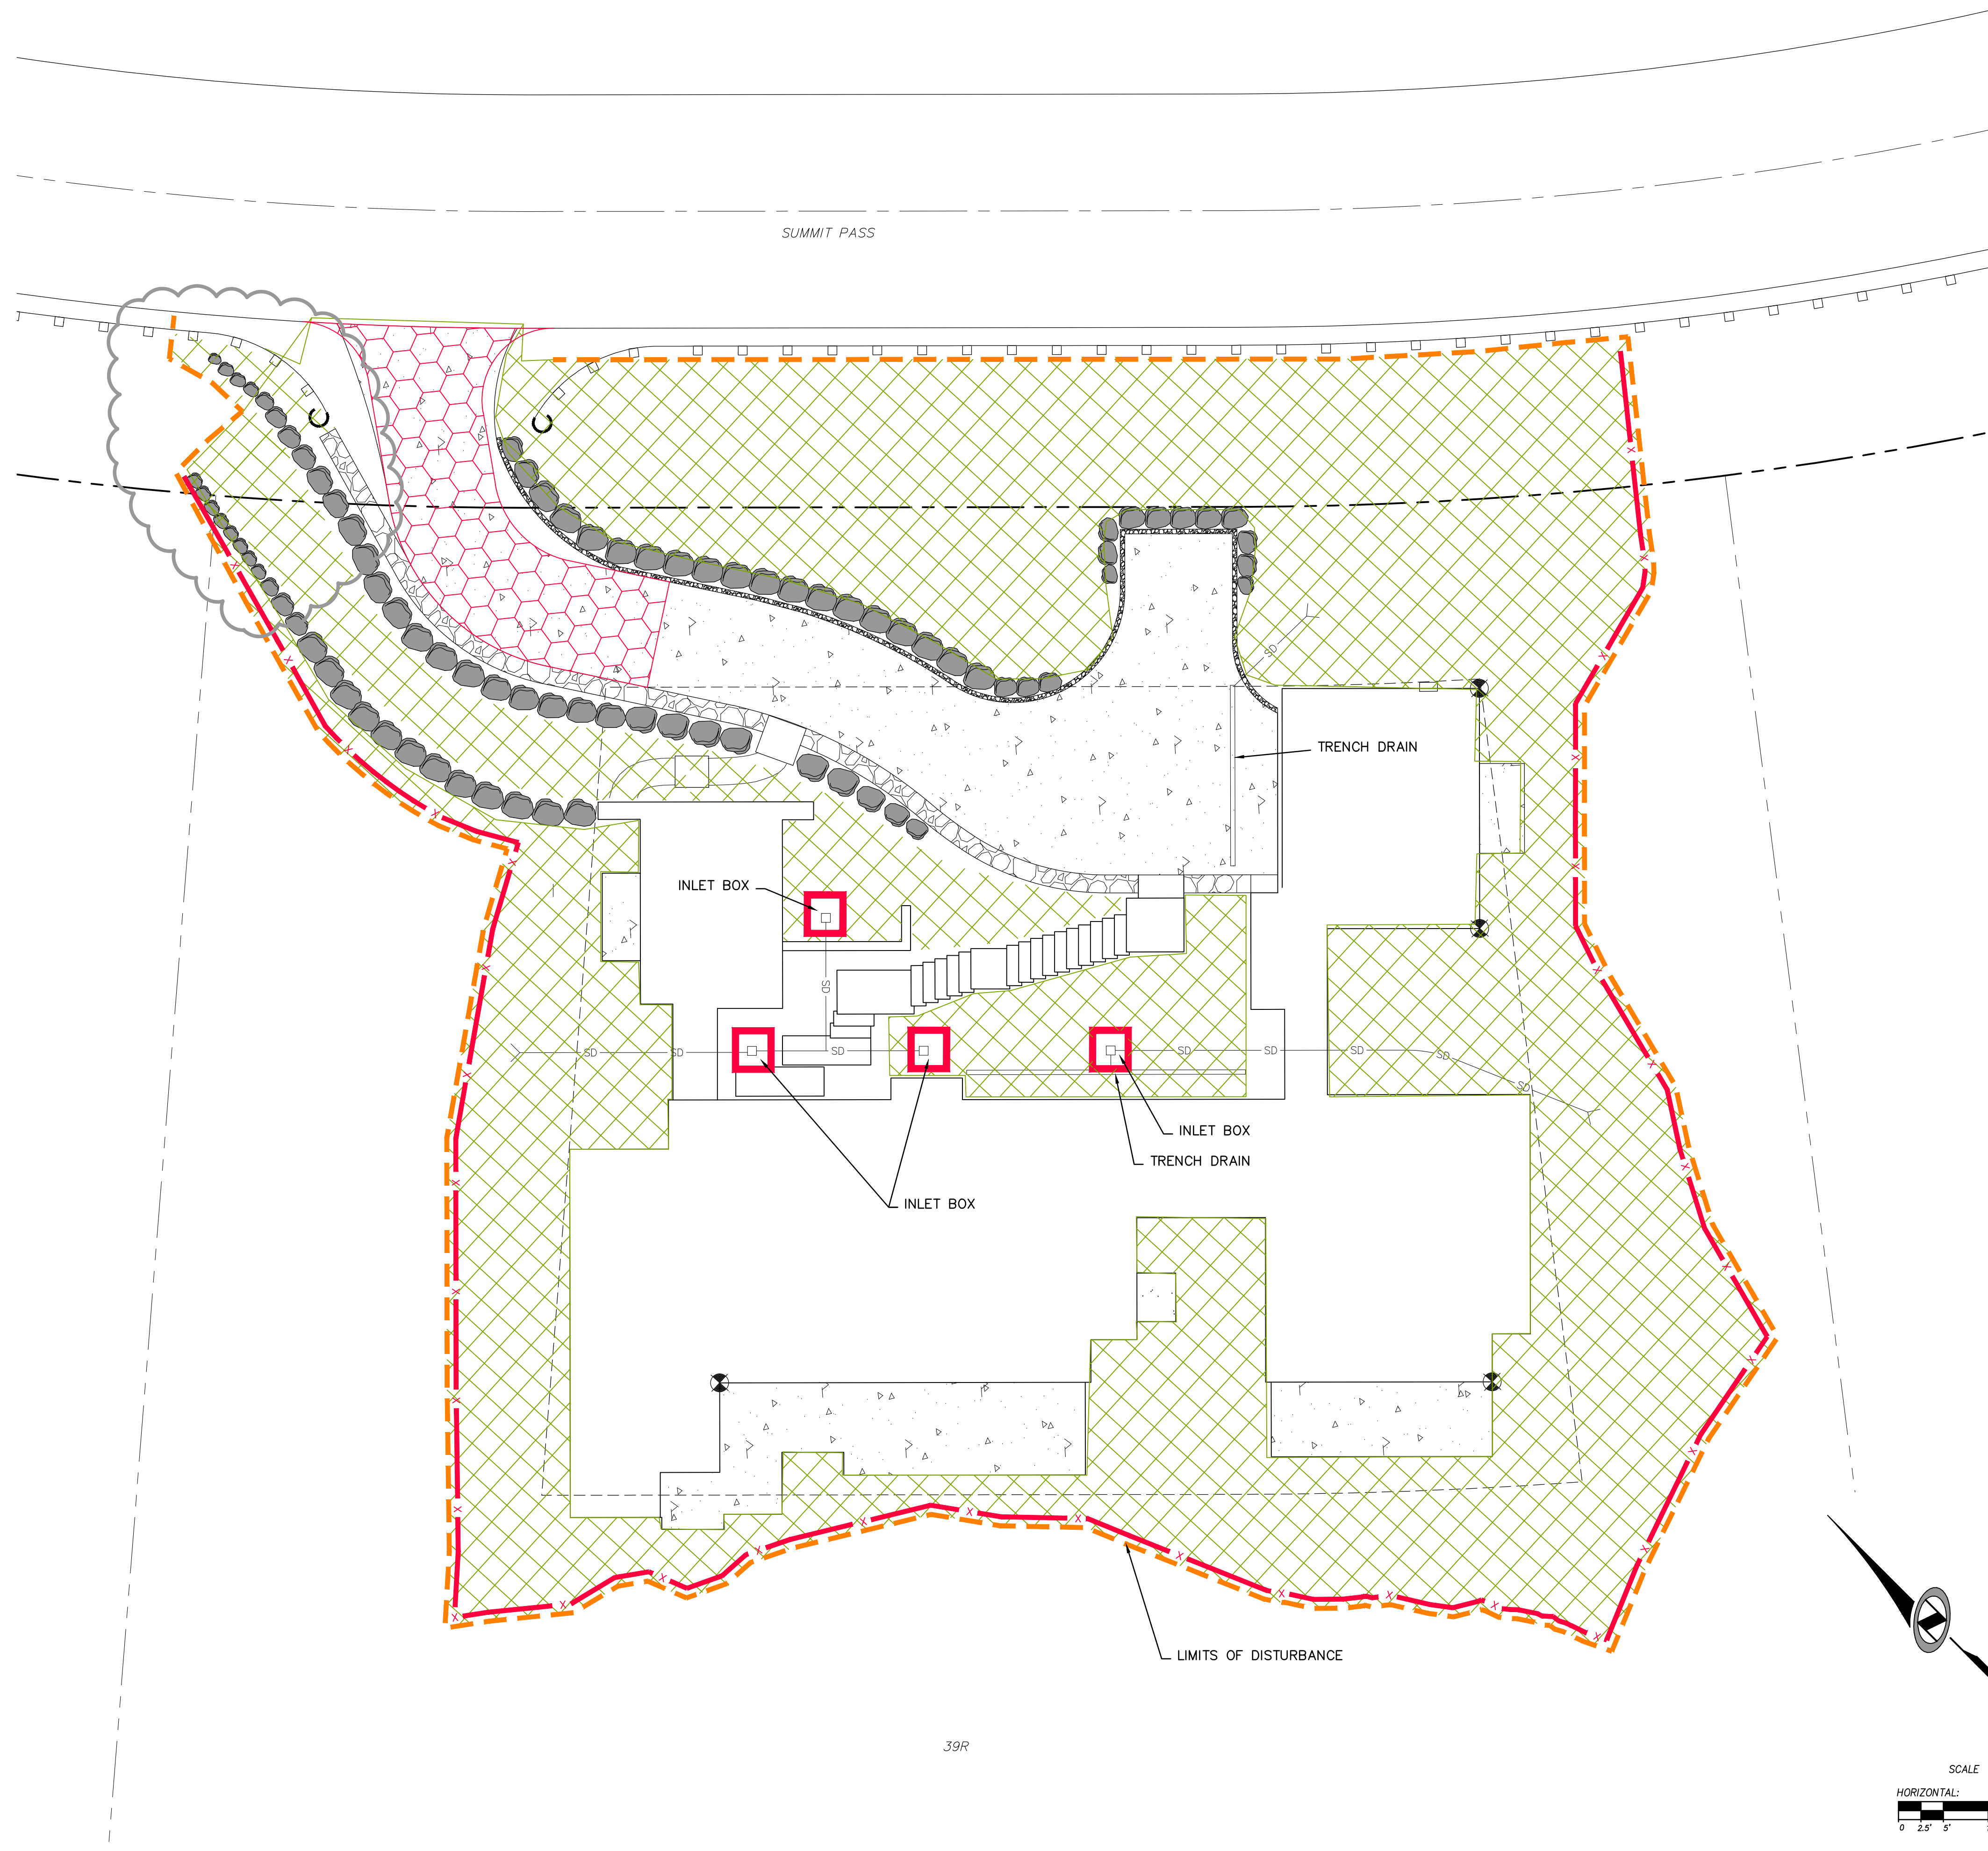 SUMMIT PASS
SD
TRENCH DRAIN
INLET BOX
SD
SD
SD
SD
SD
SD
SD
SD
SD
INLET BOX
TRENCH DRAIN
INLET BOX
LIMITS OF DISTURBANCE
39R
SCALE
HORIZONTAL:
0 2.5' 5'